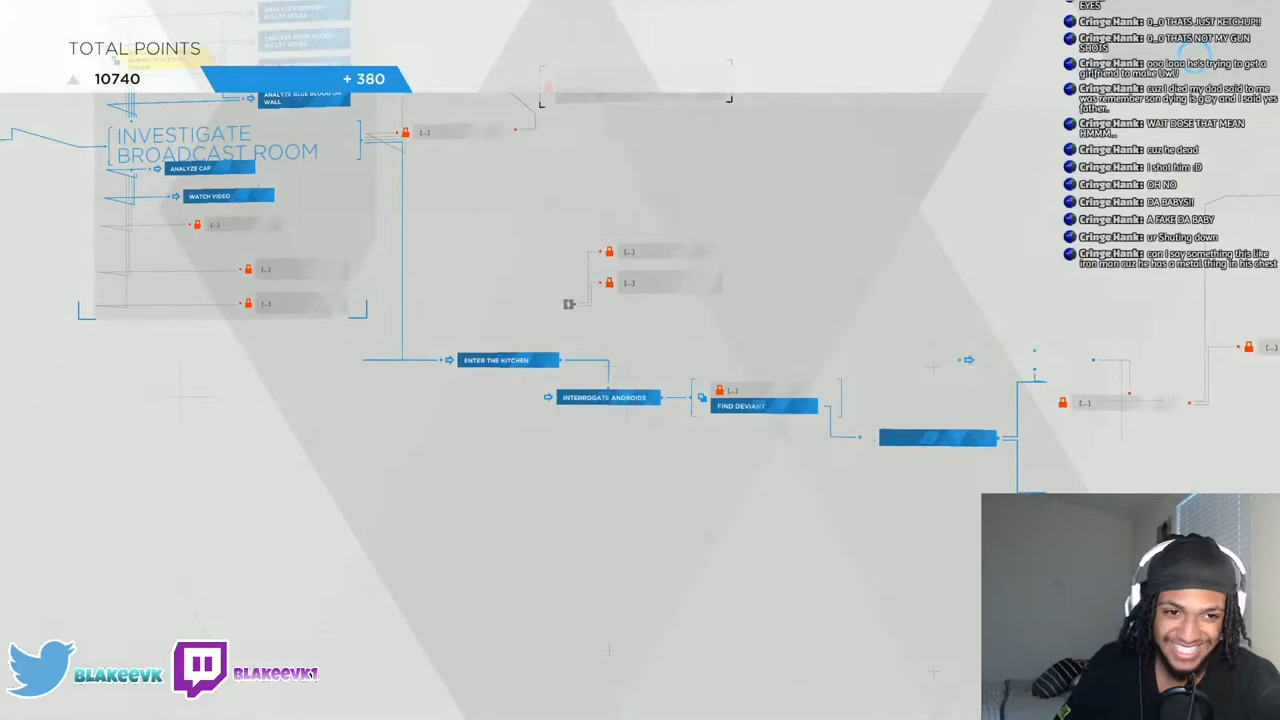 TOTAL POINTS
10740
+ 380
ANALYZE BLUE BLOOD ON
WALL
INVESTIGATE
BROADCAST ROOM
[...]
ANALYZE CAP
WATCH VIDEO
[...]
[...]
[...]
[...]
[...]
ENTER THE KITCHEN
INTERROGATE ANDROIDS
[...]
FIND DEVIANT
[...]
[...]
EYES
Cringe Hank: 0_0 THATS JUST KETCHUP!!
Cringe Hank: 0_0 THATS NOT MY GUN
SHOTS
Cringe Hank: ooo looo he's trying to get a
girlfriend to make UwU
Cringe Hank: cuz I died my dad said to me
was remember son dying is g@y and I said yes
father..
Cringe Hank: WAIT DOSE THAT MEAN
HMMM...
Cringe Hank: cuz he dead
Cringe Hank: I shot him :D
Cringe Hank: OH NO
Cringe Hank: DA BABYS!!
Cringe Hank: A FAKE DA BABY
Cringe Hank: ur Shuting down
Cringe Hank: can I say something this like
iron man cuz he has a metal thing in his chest
BLAKEEVK
BLAKEEVK1